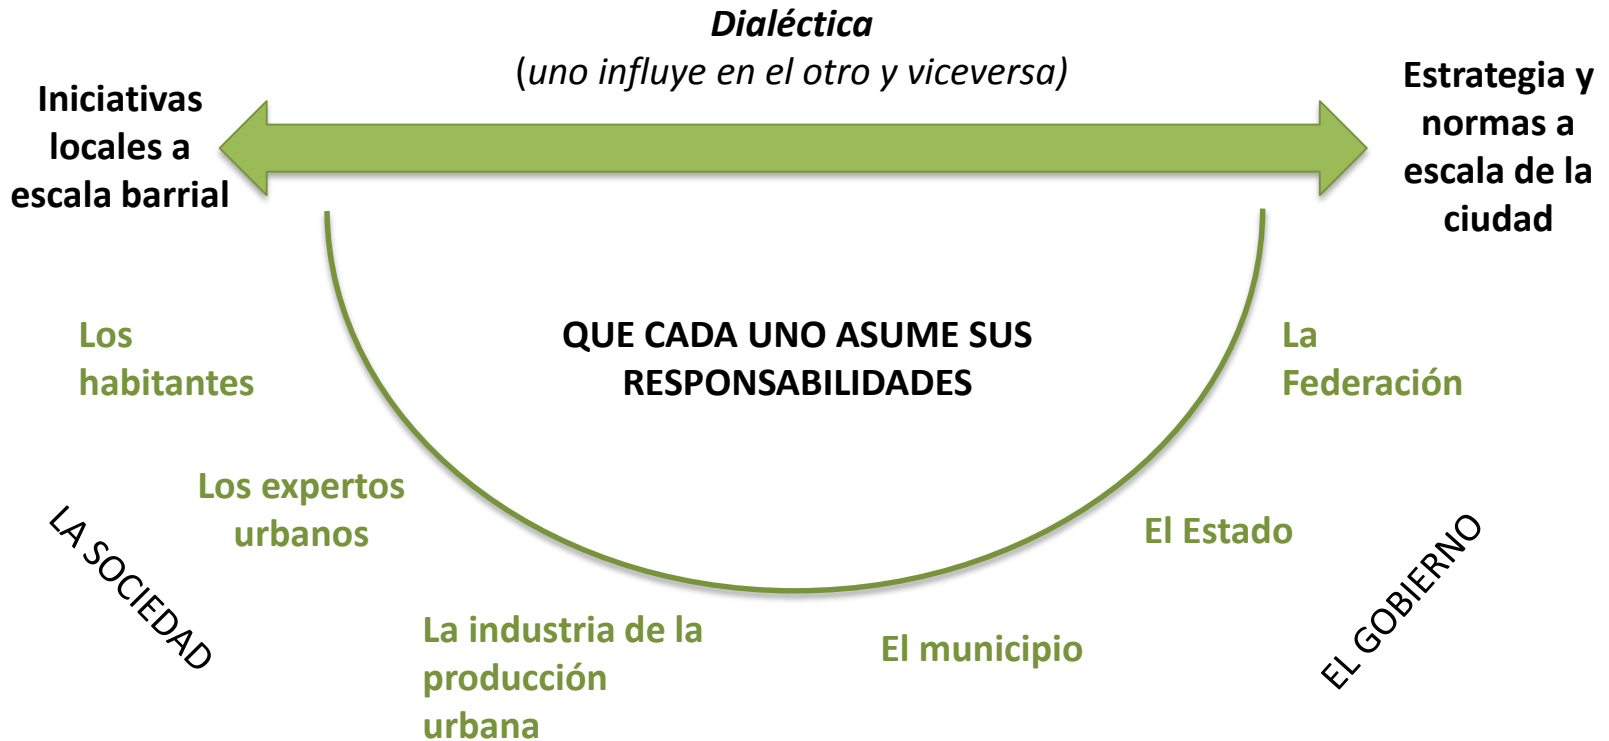 Dialéctica
(uno influye en el otro y viceversa)
Iniciativas
locales a
escala barrial
Estrategia y
normas a
escala de la
ciudad
QUE CADA UNO ASUME SUS
RESPONSABILIDADES
Los
habitantes
La
Federación
Los expertos
urbanos
El Estado
LA SOCIEDAD
EL GOBIERNO
La industria de la
producción
urbana
El municipio